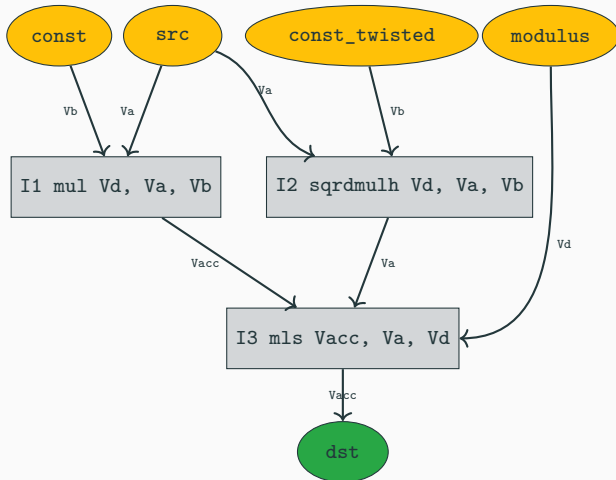 const
src
const_twisted
modulus
Va
Vb
Va
Vb
I1 mul Vd, Va, Vb
I2 sqrdmulh Vd, Va, Vb
Vd
Vacc
Va
I3 mls Vacc, Va, Vd
Vacc
dst